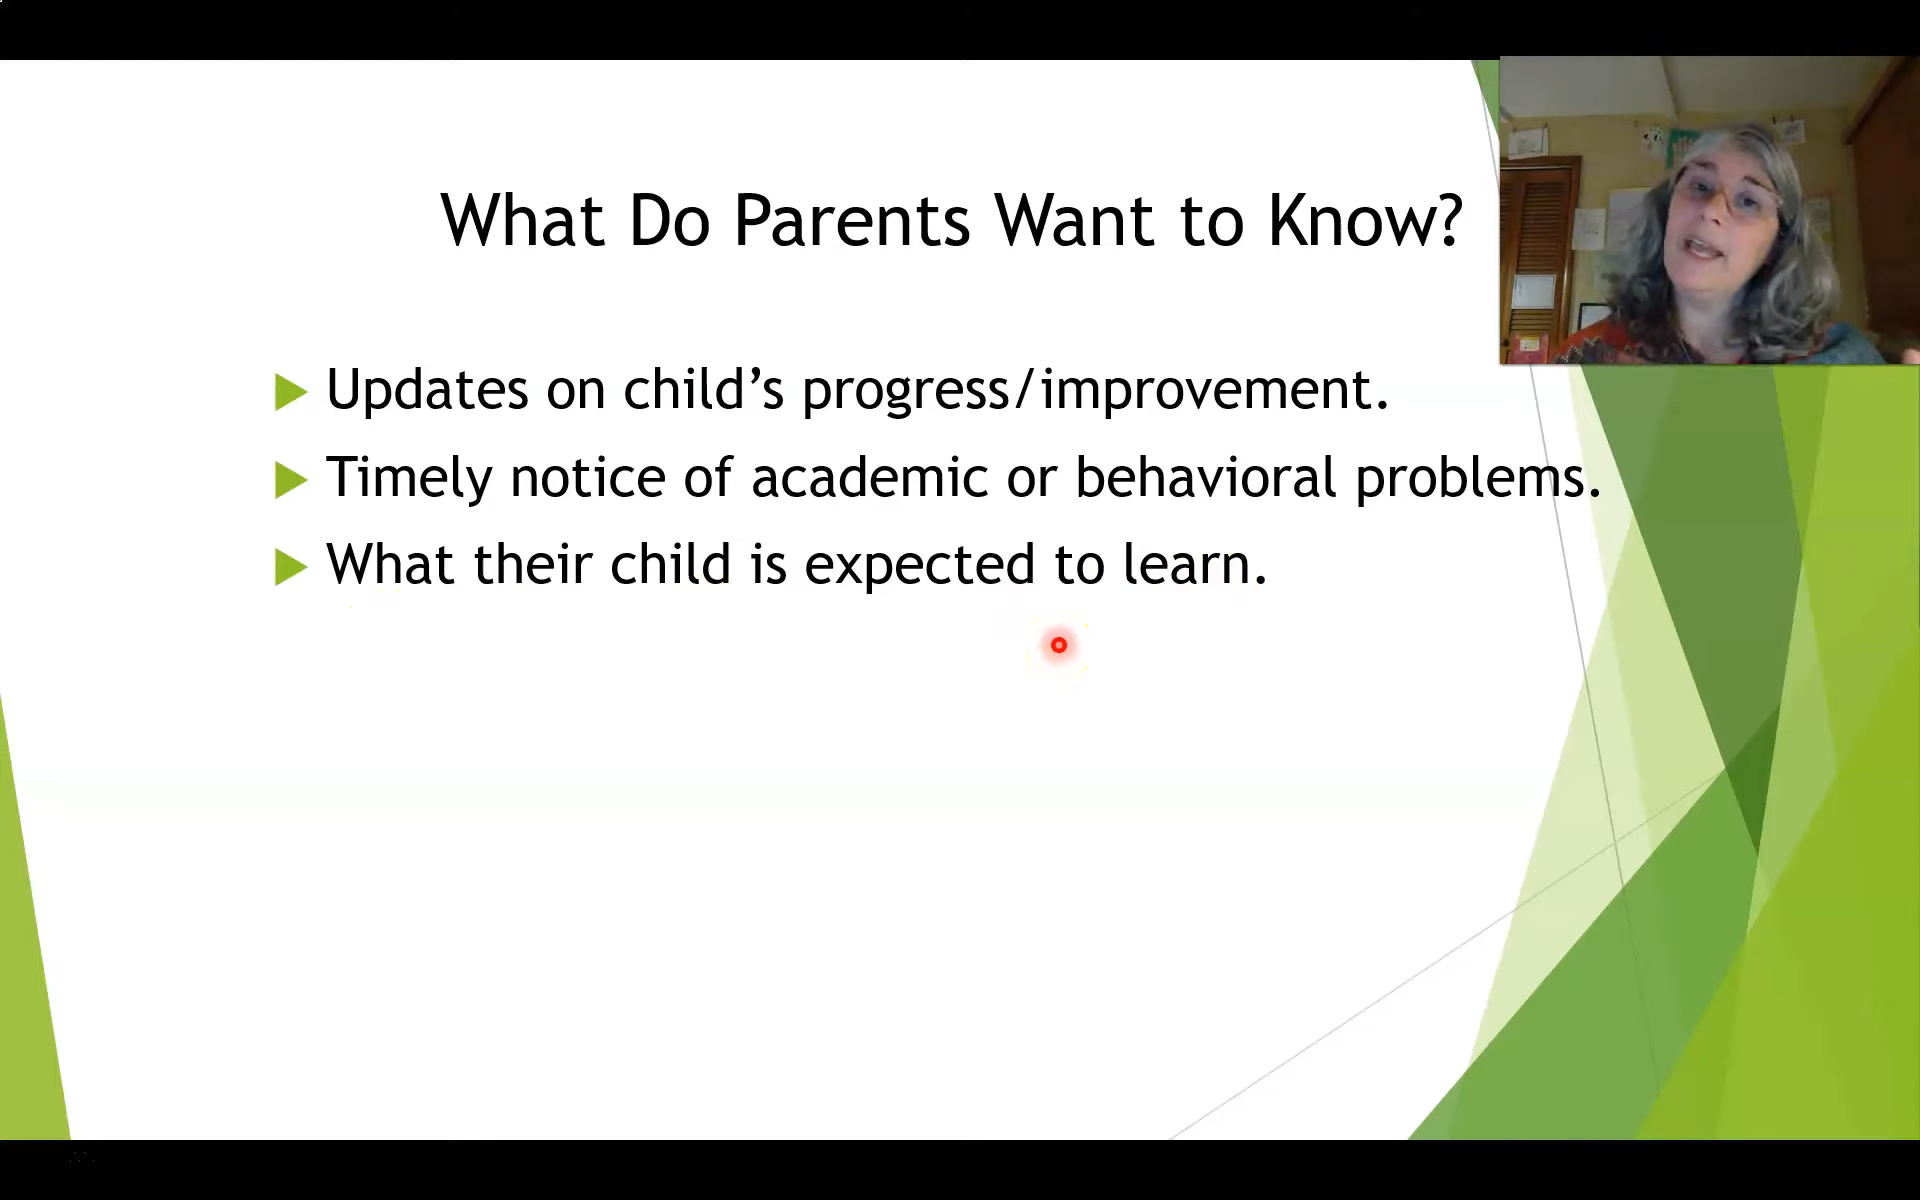 What Do Parents Want to Know?
Updates on child’s progress/improvement.
Timely notice of academic or behavioral problems.
What their child is expected to learn.